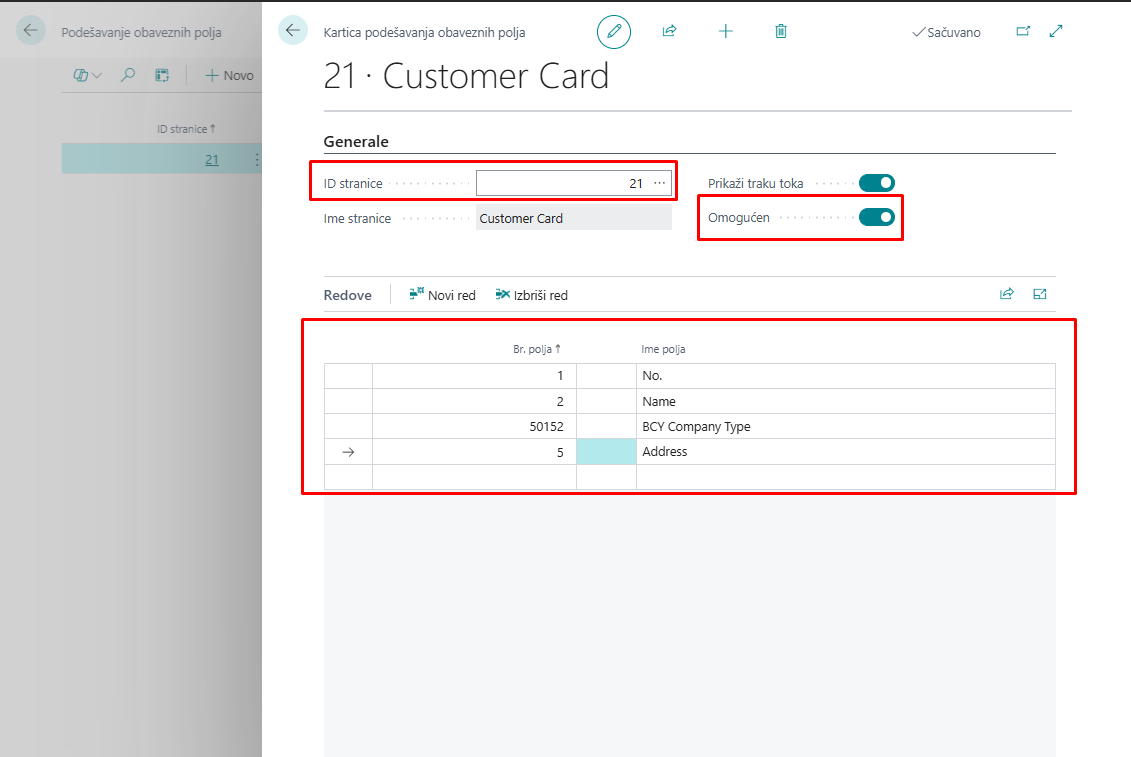 Podešavanje obaveznih polja
Novo
ID stranice
21
Kartica podešavanja obaveznih polja
Sačuvano
21 · Customer Card
Generale
ID stranice 21
Prikaži traku toka
Ime stranice Customer Card
Omogućen
Redove Novi red Izbriši red
Br. polja Ime polja
1 No.
2 Name
50152 BCY Company Type
5 Address